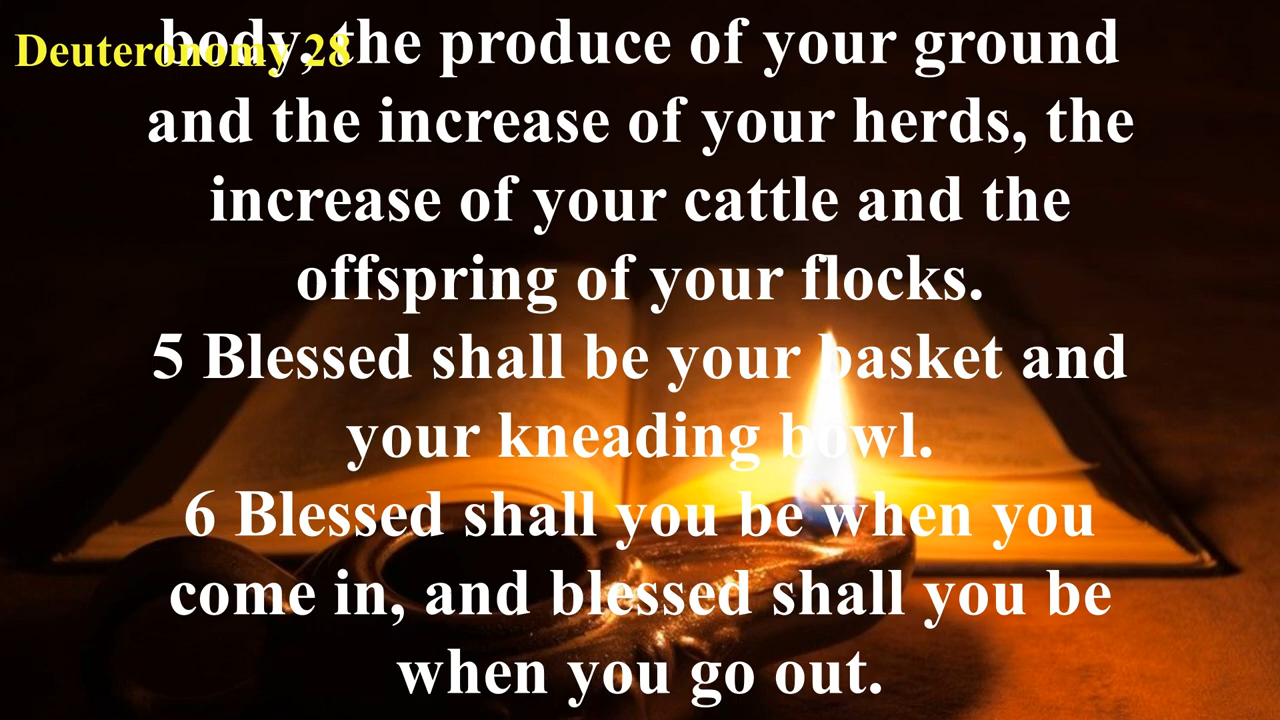 Deuteronomy 28
body, the produce of your ground
and the increase of your herds, the
increase of your cattle and the
offspring of your flocks.
5 Blessed shall be your basket and
your kneading bowl.
6 Blessed shall you be when you
come in, and blessed shall you be
when you go out.